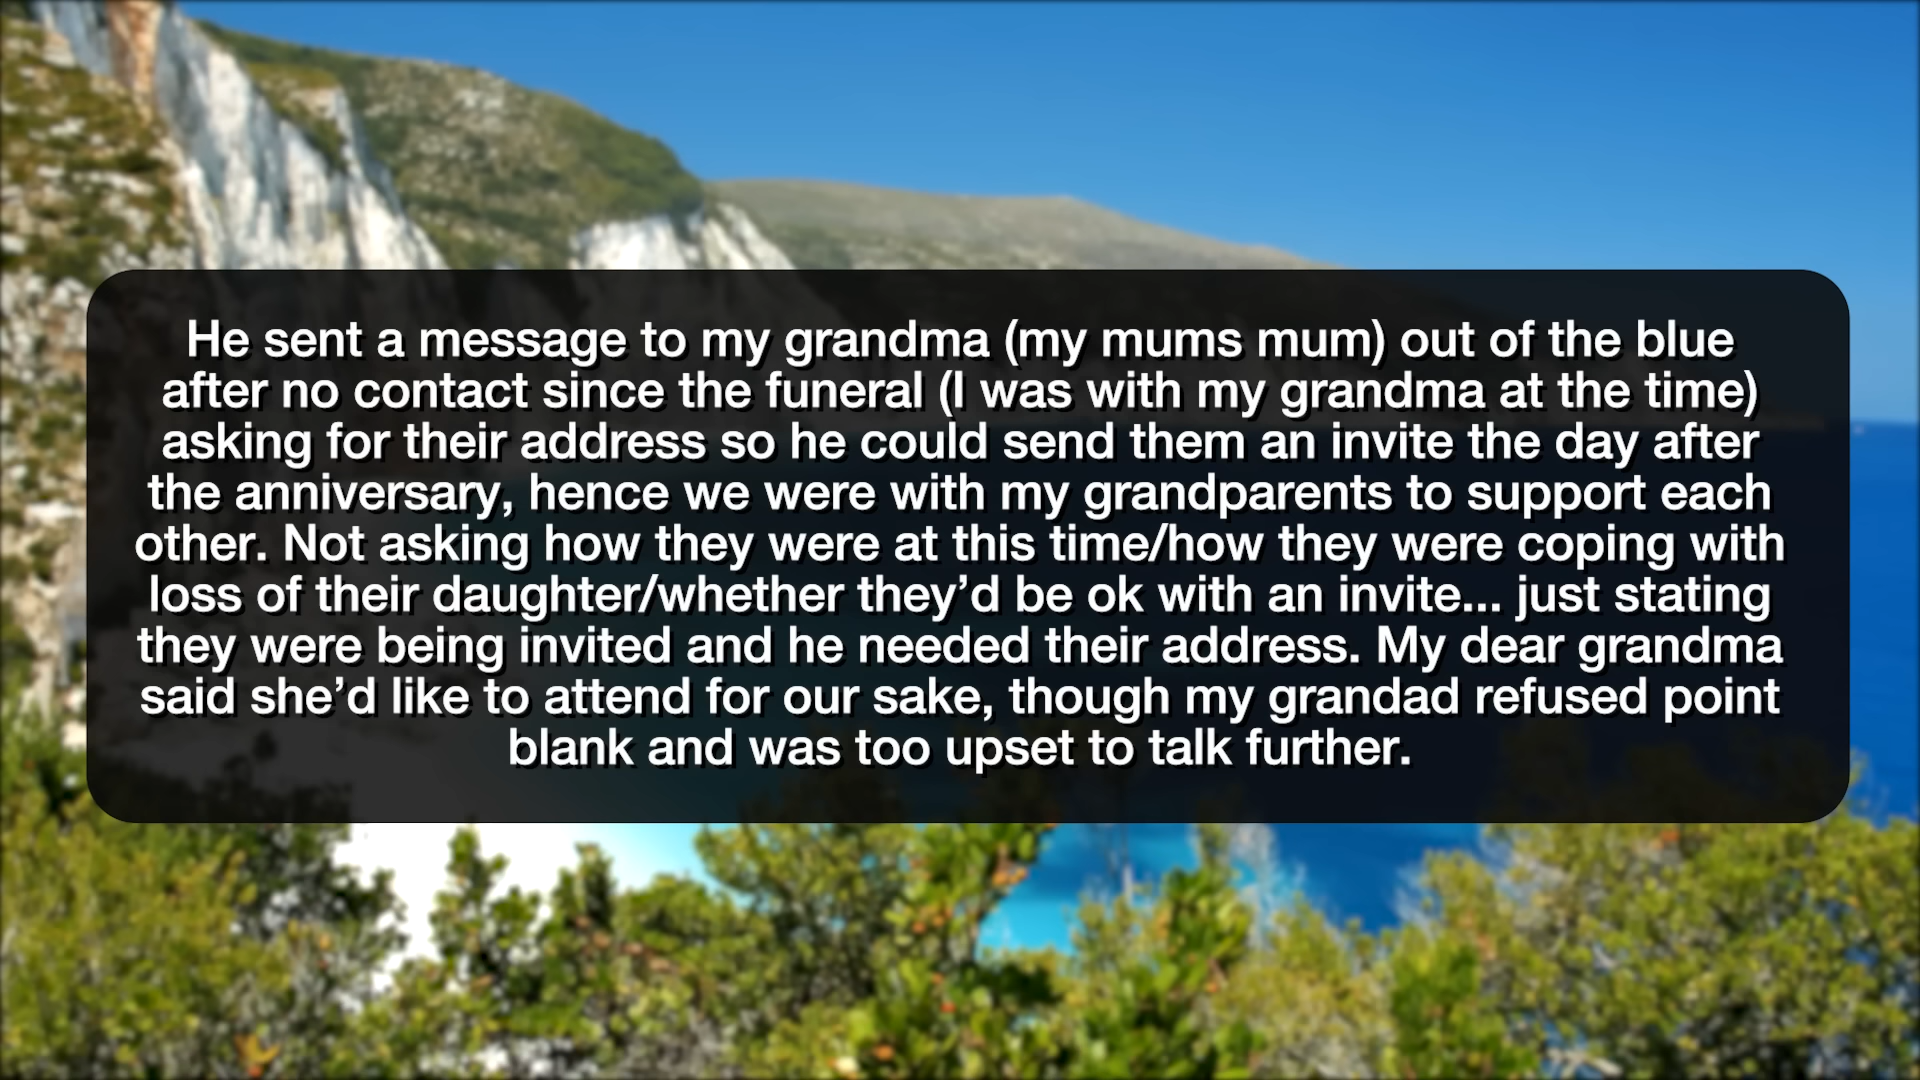 He sent a message to my grandma (my mums mum) out of the blue
after no contact since the funeral (I was with my grandma at the time)
asking for their address so he could send them an invite the day after
the anniversary, hence we were with my grandparents to support each
other. Not asking how they were at this time/how they were coping with
loss of their daughter/whether they’d be ok with an invite... just stating
they were being invited and he needed their address. My dear grandma
said she’d like to attend for our sake, though my grandad refused point
blank and was too upset to talk further.